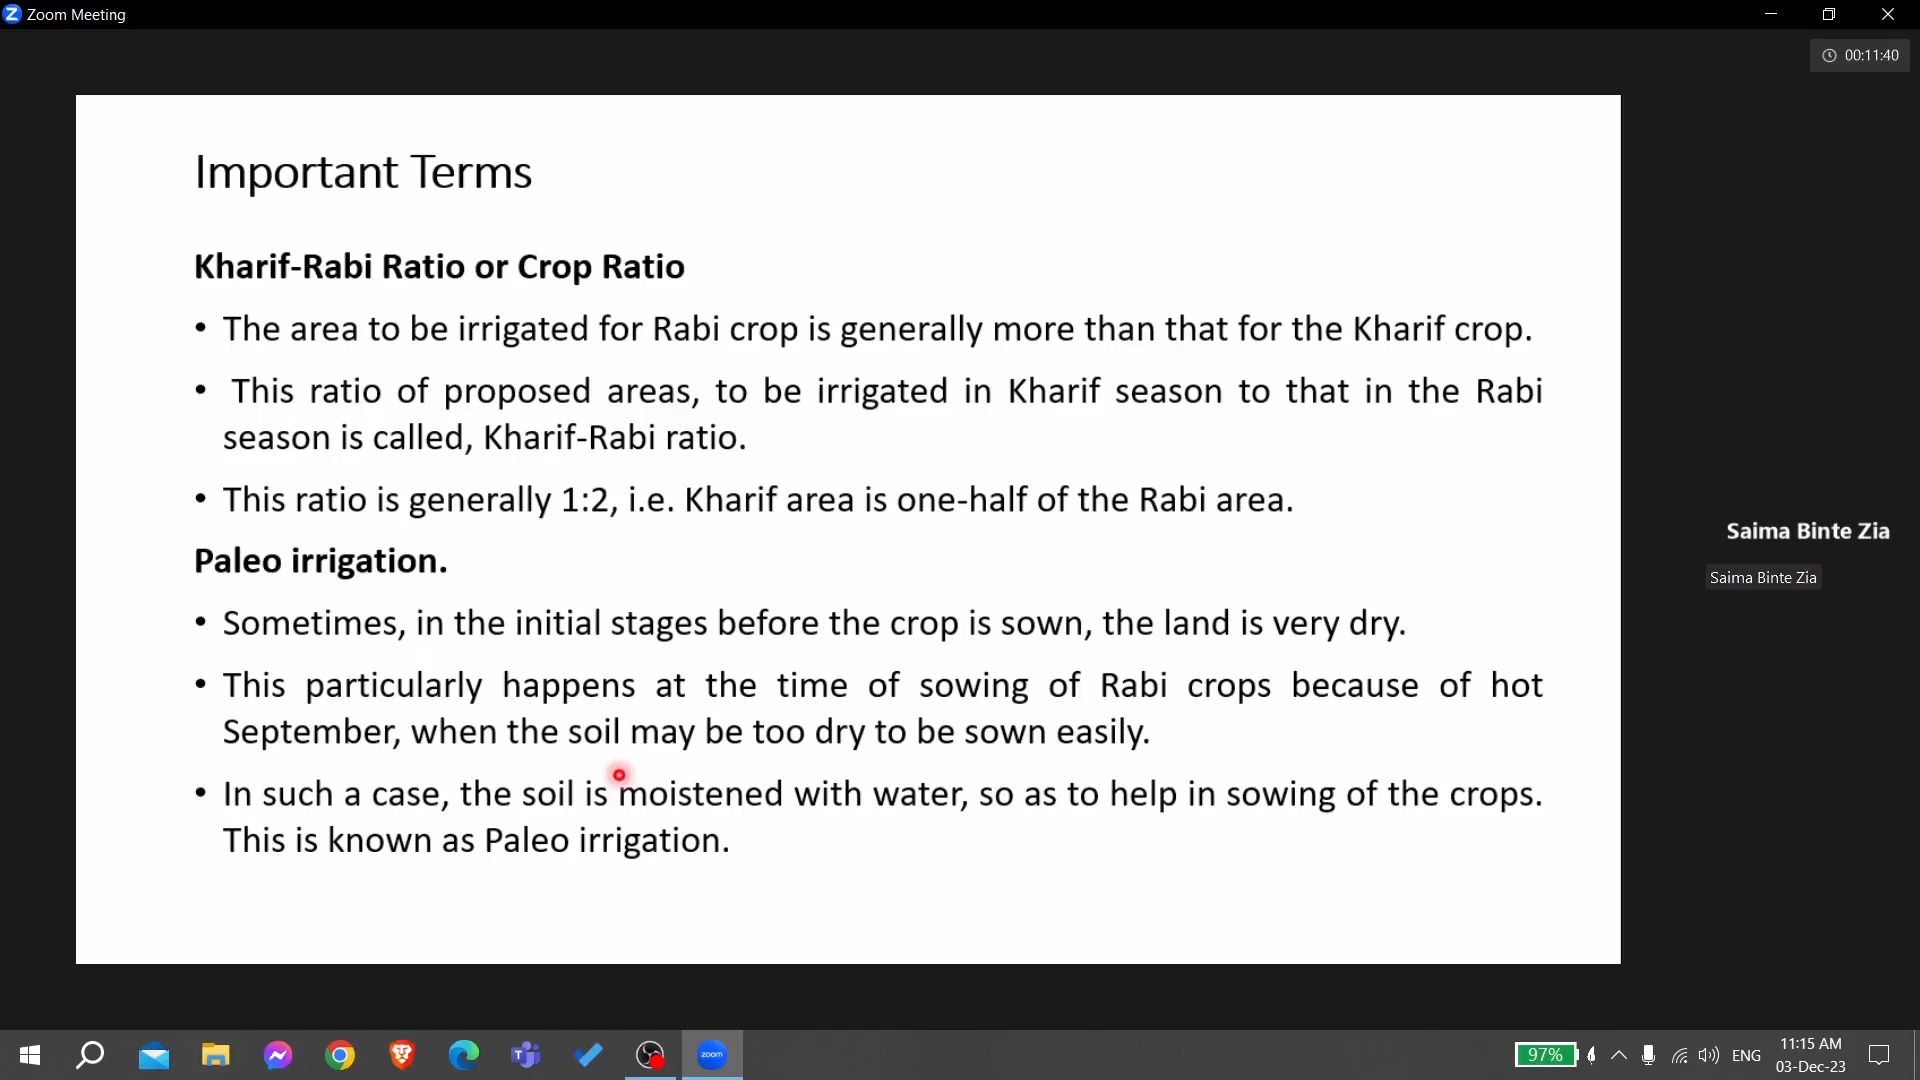 Zoom Meeting
00:11:40
Important Terms
Kharif-Rabi Ratio or Crop Ratio
• The area to be irrigated for Rabi crop is generally more than that for the Kharif crop.
• This ratio of proposed areas, to be irrigated in Kharif season to that in the Rabi
season is called, Kharif-Rabi ratio.
• This ratio is generally 1:2, i.e. Kharif area is one-half of the Rabi area.
Paleo irrigation.
• Sometimes, in the initial stages before the crop is sown, the land is very dry.
• This particularly happens at the time of sowing of Rabi crops because of hot
September, when the soil may be too dry to be sown easily.
• In such a case, the soil is moistened with water, so as to help in sowing of the crops.
This is known as Paleo irrigation.
Saima Binte Zia
Saima Binte Zia
zoom
97%
ENG
11:15 AM
03-Dec-23